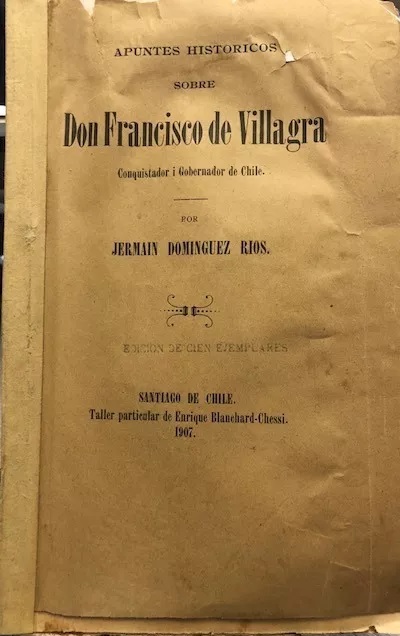 APUNTES HISTORICOS
SOBRE
Don Francisco de Villagra
Conquistador i Gobernador de Chile.
POR
JERMAIN DOMINGUEZ RIOS.
EDICION DE CIEN EJEMPLARES
SANTIAGO DE CHILE.
Taller particular de Enrique Blanchard-Chessi.
1907.